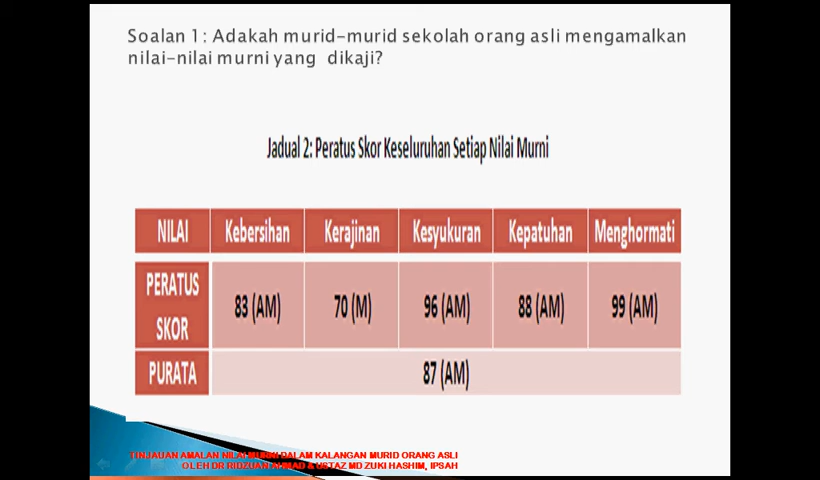 Soalan 1: Adakah murid-murid sekolah orang asli mengamalkan
nilai-nilai murni yang dikaji?
Jadual 2: Peratus Skor Keseluruhan Setiap Nilai Murni
NILAI Kebersihan Kerajinan Kesyukuran Kepatuhan Menghormati
PERATUS SKOR 83 (AM) 70 (M) 96 (AM) 88 (AM) 99 (AM)
PURATA 87 (AM)
TINJAUAN AMALAN NILAI MURNI DALAM KALANGAN MURID ORANG ASLI
OLEH DR RIDZUAN AHMAD & USTAZ MD ZUKI HASHIM, IPSAH